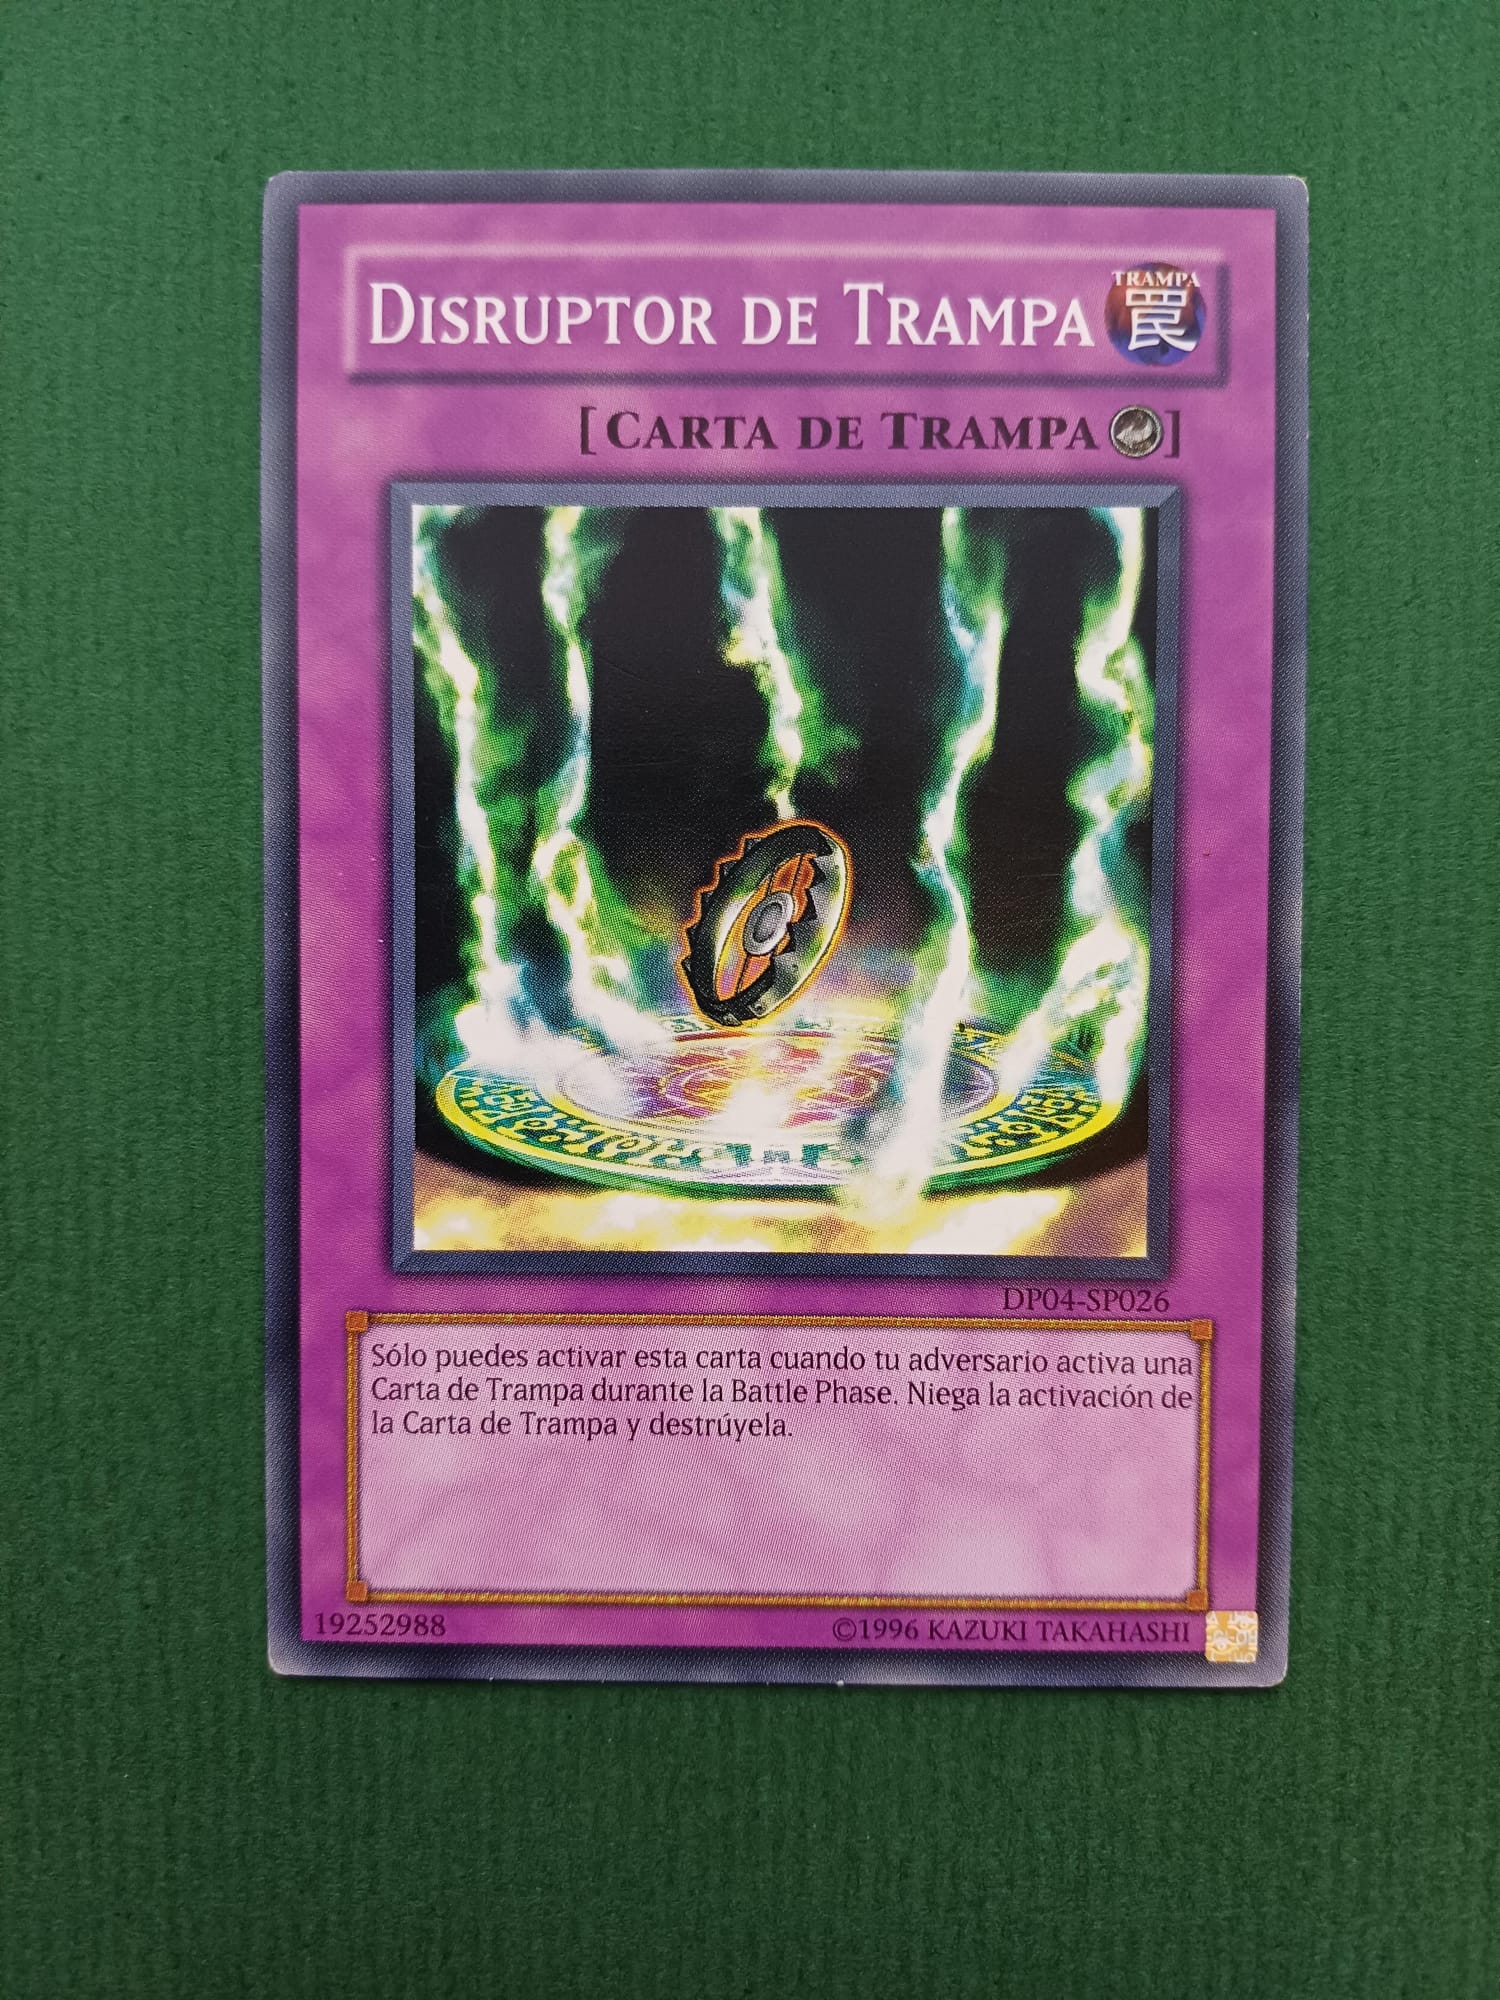 DISRUPTOR DE TRAMPA
TRAMPA
罠
[CARTA DE TRAMPA]
DP04-SP026
Sólo puedes activar esta carta cuando tu adversario activa una
Carta de Trampa durante la Battle Phase. Niega la activación de
la Carta de Trampa y destrúyela.
19252988
©1996 KAZUKI TAKAHASHI